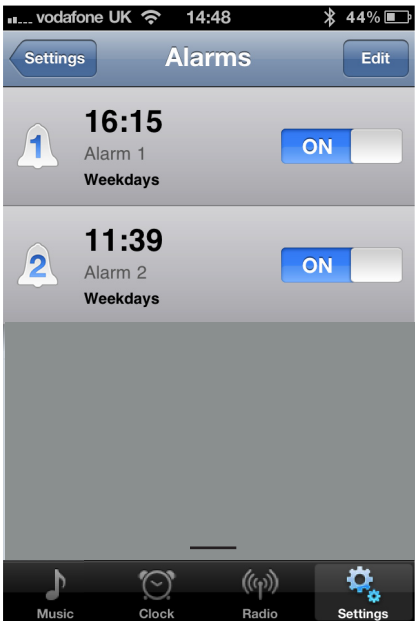 vodafone UK 14:48 44%
Settings Alarms Edit
1
16:15
Alarm 1
Weekdays
ON
2
11:39
Alarm 2
Weekdays
ON
Music Clock Radio Settings